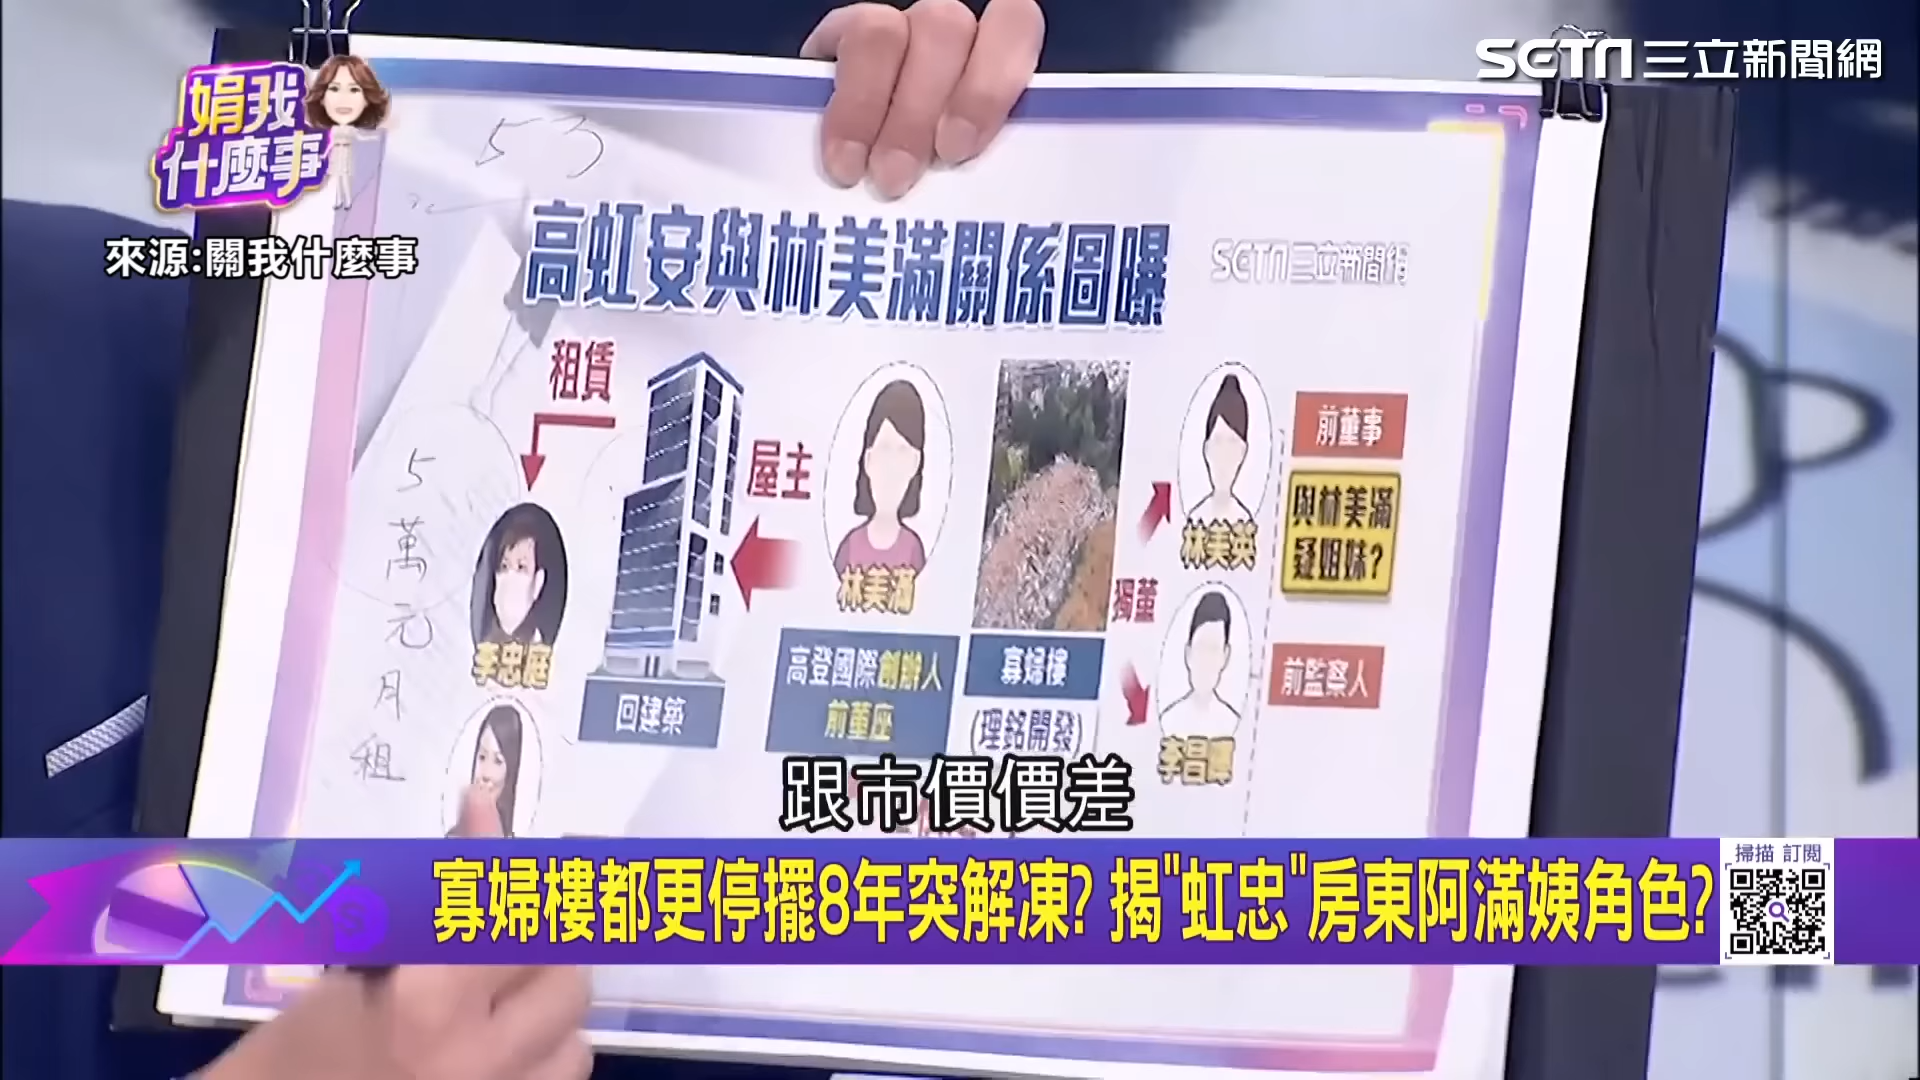 娟我
什麼事
SETN三立新聞網
來源:關我什麼事
53
高虹安與林美滿關係圖曝
SETN三立新聞網
租賃
屋主
前董事
與林美滿
疑姐妹?
林美英
獨董
5萬元月租
李忠庭
林美滿
回建築
高登國際創辦人
前董座
寡婦樓
(理銘開發)
前監察人
李昌暐
跟市價價差
寡婦樓都更停擺8年突解凍? 揭"虹忠"房東阿滿姨角色?
掃描 訂閱